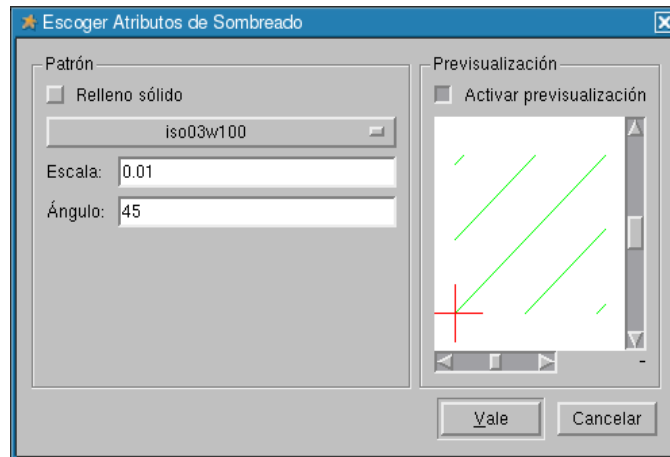 Escoger Atributos de Sombreado
Patrón
Relleno sólido
iso03w100
Escala: 0.01
Ángulo: 45
Previsualización
Activar previsualización
-
Vale
Cancelar